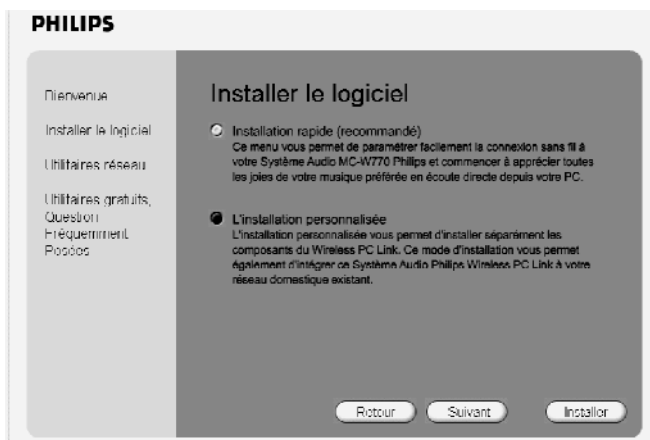 PHILIPS
Bienvenue
Installer le logiciel
Utilitaires réseau
Utilitaires gratuits,
Question
Fréquemment
Posées
Installer le logiciel
Installation rapide (recommandé)
Ce menu vous permet de paramétrer facilement la connexion sans fil à
votre Système Audio MC-W770 Philips et commencer à apprécier toutes
les joies de votre musique préférée en écoute directe depuis votre PC.
L'installation personnalisée
L'installation personnalisée vous permet d'installer séparément les
composants du Wireless PC Link. Ce mode d'installation vous permet
également d'intégrer ce Système Audio Philips Wireless PC Link à votre
réseau domestique existant.
Retour
Suivant
Installer